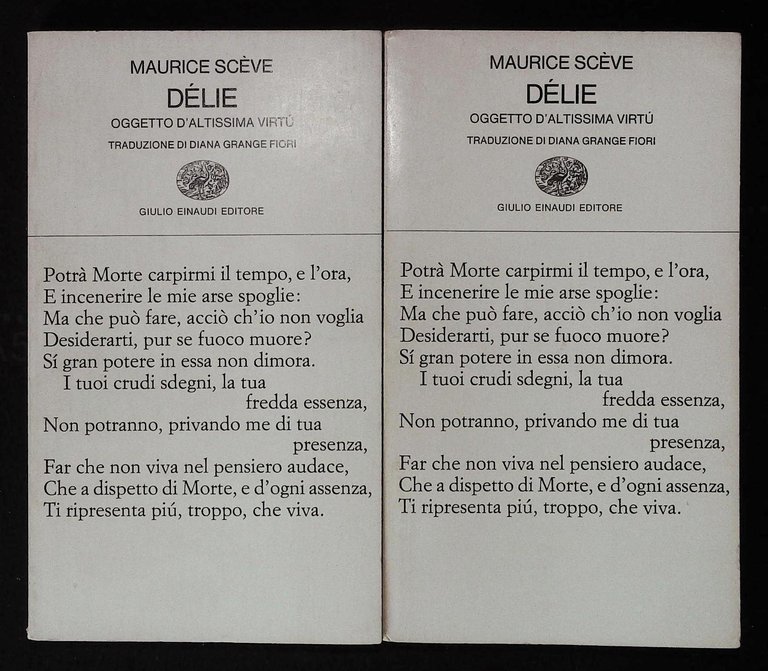 MAURICE SCÈVE
DÉLIE
OGGETTO D'ALTISSIMA VIRTÚ
TRADUZIONE DI DIANA GRANGE FIORI
GIULIO EINAUDI EDITORE
Potrà Morte carpirmi il tempo, e l'ora,
E incenerire le mie arse spoglie:
Ma che può fare, acciò ch'io non voglia
Desiderarti, pur se fuoco muore?
Sí gran potere in essa non dimora.
I tuoi crudi sdegni, la tua
fredda essenza,
Non potranno, privando me di tua
presenza,
Far che non viva nel pensiero audace,
Che a dispetto di Morte, e d'ogni assenza,
Ti ripresenta piú, troppo, che viva.
MAURICE SCÈVE
DÉLIE
OGGETTO D'ALTISSIMA VIRTÚ
TRADUZIONE DI DIANA GRANGE FIORI
GIULIO EINAUDI EDITORE
Potrà Morte carpirmi il tempo, e l'ora,
E incenerire le mie arse spoglie:
Ma che può fare, acciò ch'io non voglia
Desiderarti, pur se fuoco muore?
Sí gran potere in essa non dimora.
I tuoi crudi sdegni, la tua
fredda essenza,
Non potranno, privando me di tua
presenza,
Far che non viva nel pensiero audace,
Che a dispetto di Morte, e d'ogni assenza,
Ti ripresenta piú, troppo, che viva.